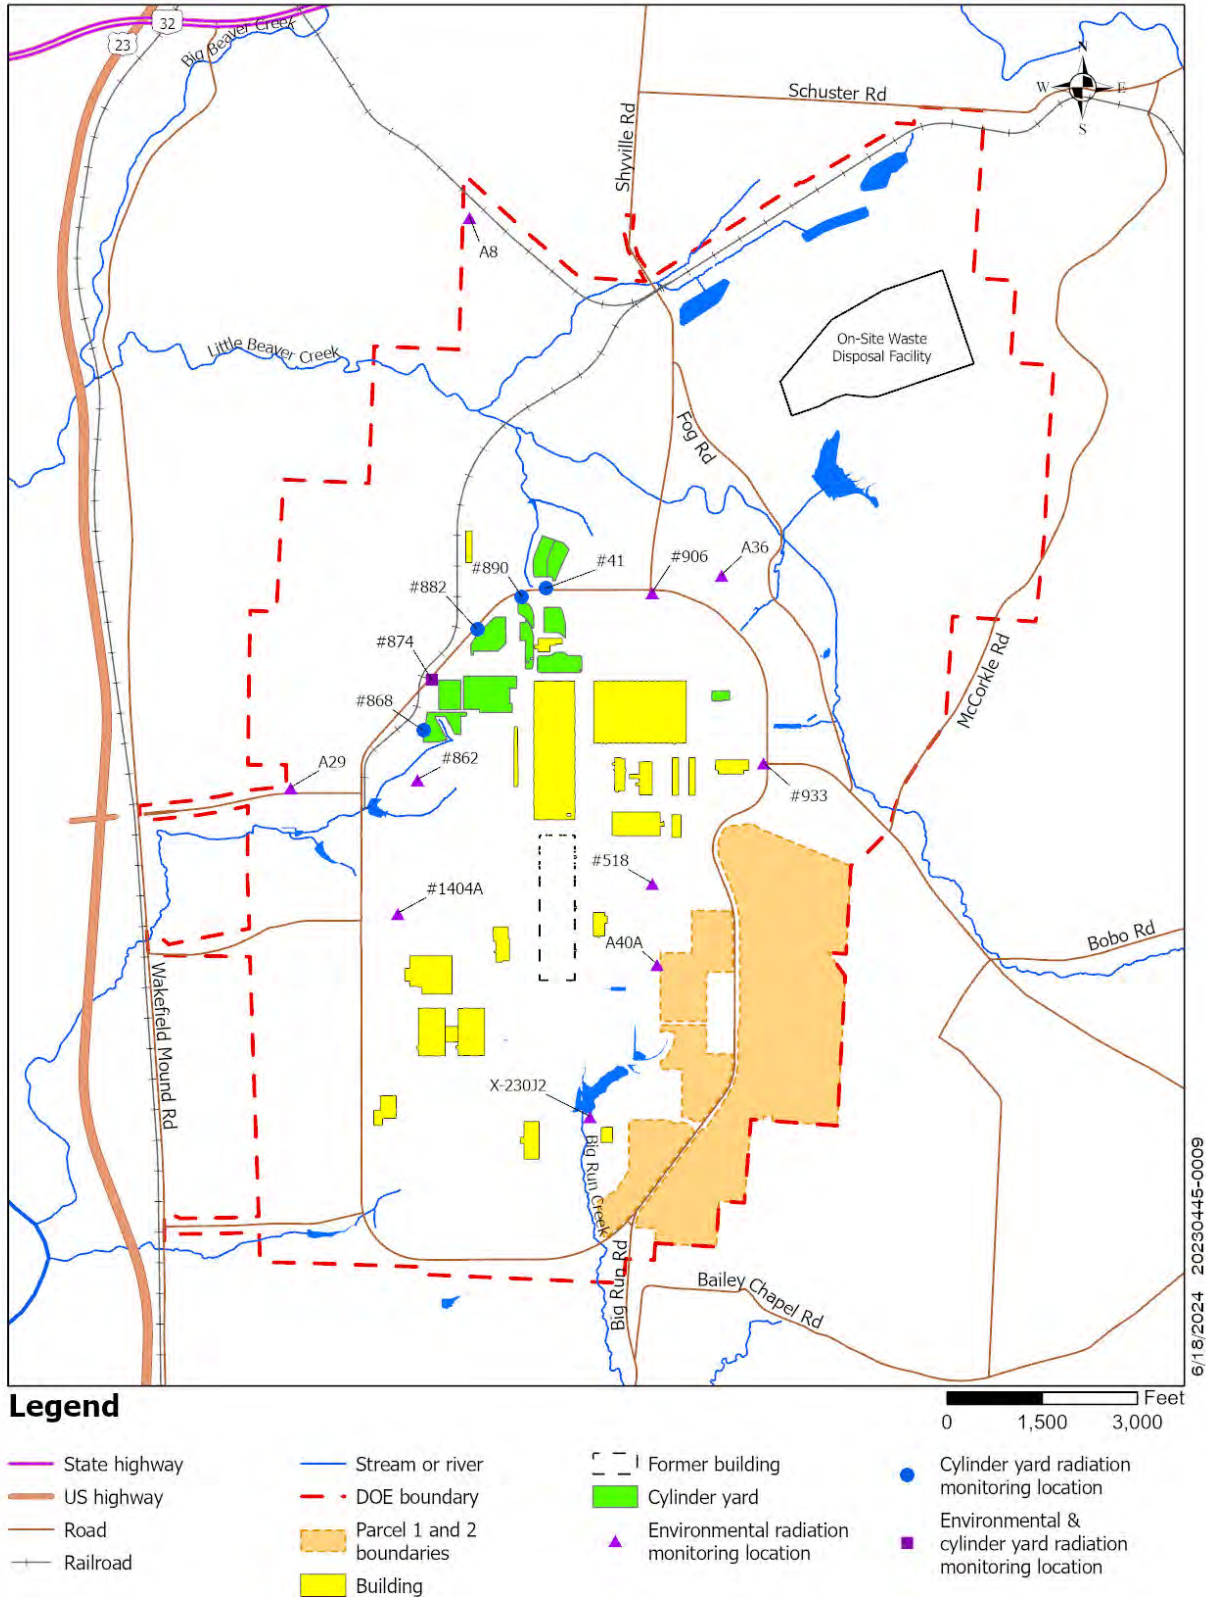 32
23
Big Beaver Creek
N
W
E
S
Schuster Rd
Shyville Rd
A8
Little Beaver Creek
On-Site Waste
Disposal Facility
Fog Rd
#41
#906
A36
#890
#882
#874
#868
McCorkle Rd
A29
#862
#933
#518
#1404A
A40A
Bobo Rd
Wakefield Mound Rd
X-230J2
Big Run Creek
Big Run Rd
Bailey Chapel Rd
6/18/2024 20230445-0009
Legend
Feet
0 1,500 3,000
State highway
US highway
Road
Railroad
Stream or river
DOE boundary
Parcel 1 and 2
boundaries
Building
Former building
Cylinder yard
Environmental radiation
monitoring location
Cylinder yard radiation
monitoring location
Environmental &
cylinder yard radiation
monitoring location